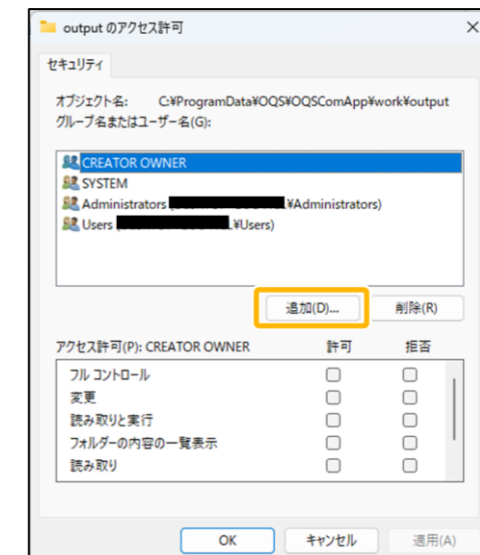 output のアクセス許可
セキュリティ
オブジェクト名: C:¥ProgramData¥OQS¥OQSComApp¥work¥output
グループ名またはユーザー名(G):
CREATOR OWNER
SYSTEM
Administrators ( ¥Administrators)
Users ( ¥Users)
追加(D)... 削除(R)
アクセス許可(P): CREATOR OWNER 許可 拒否
フル コントロール
変更
読み取りと実行
フォルダーの内容の一覧表示
読み取り
OK キャンセル 適用(A)